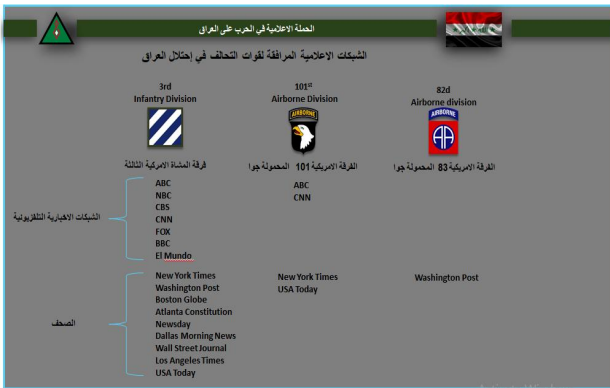 الحملة الاعلامية في الحرب على العراق
الشبكات الاعلامية المرافقة لقوات التحالف في إحتلال العراق
3rd
Infantry Division
101st
Airborne Division
82d
Airborne division
AIRBORNE
AIRBORNE
فرقة المشاة الامركية الثالثة
الفرقة الامريكية 101 المحمولة جوا
الفرقة الامريكية 83 المحمولة جوا
الشبكات الاخبارية التلفزيونية
ABC
NBC
CBS
CNN
FOX
BBC
El Mundo
ABC
CNN
الصحف
New York Times
Washington Post
Boston Globe
Atlanta Constitution
Newsday
Dallas Morning News
Wall Street Journal
Los Angeles Times
USA Today
New York Times
USA Today
Washington Post